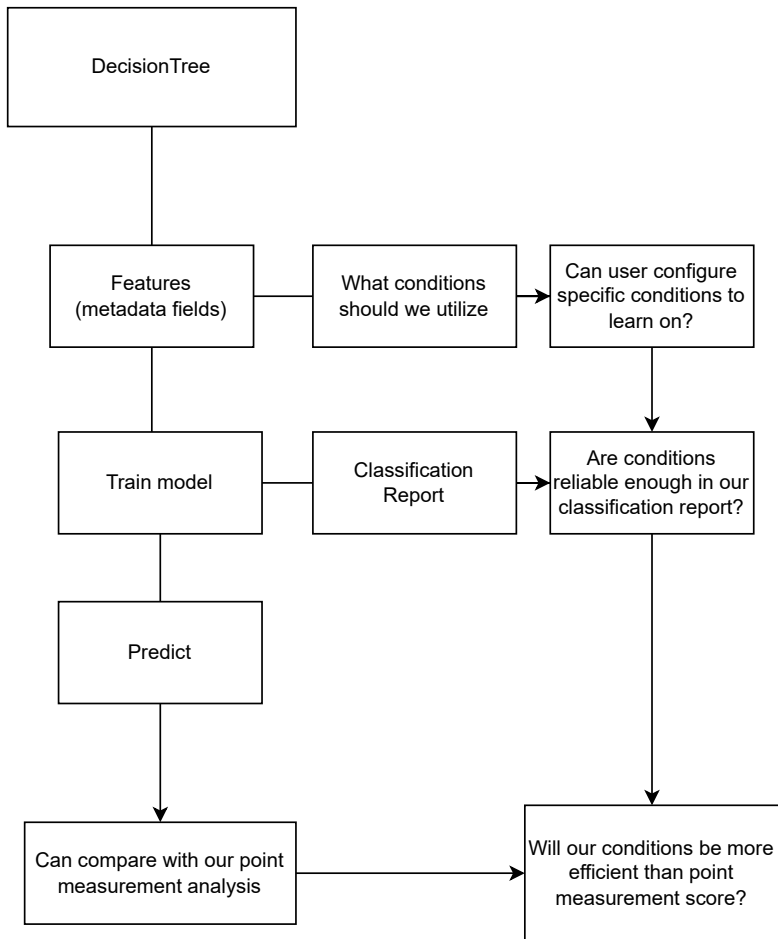 DecisionTree
Features
(metadata fields)
What conditions
should we utilize
Can user configure
specific conditions to
learn on?
Train model
Classification
Report
Are conditions
reliable enough in our
classification report?
Predict
Can compare with our point
measurement analysis
Will our conditions be more
efficient than point
measurement score?